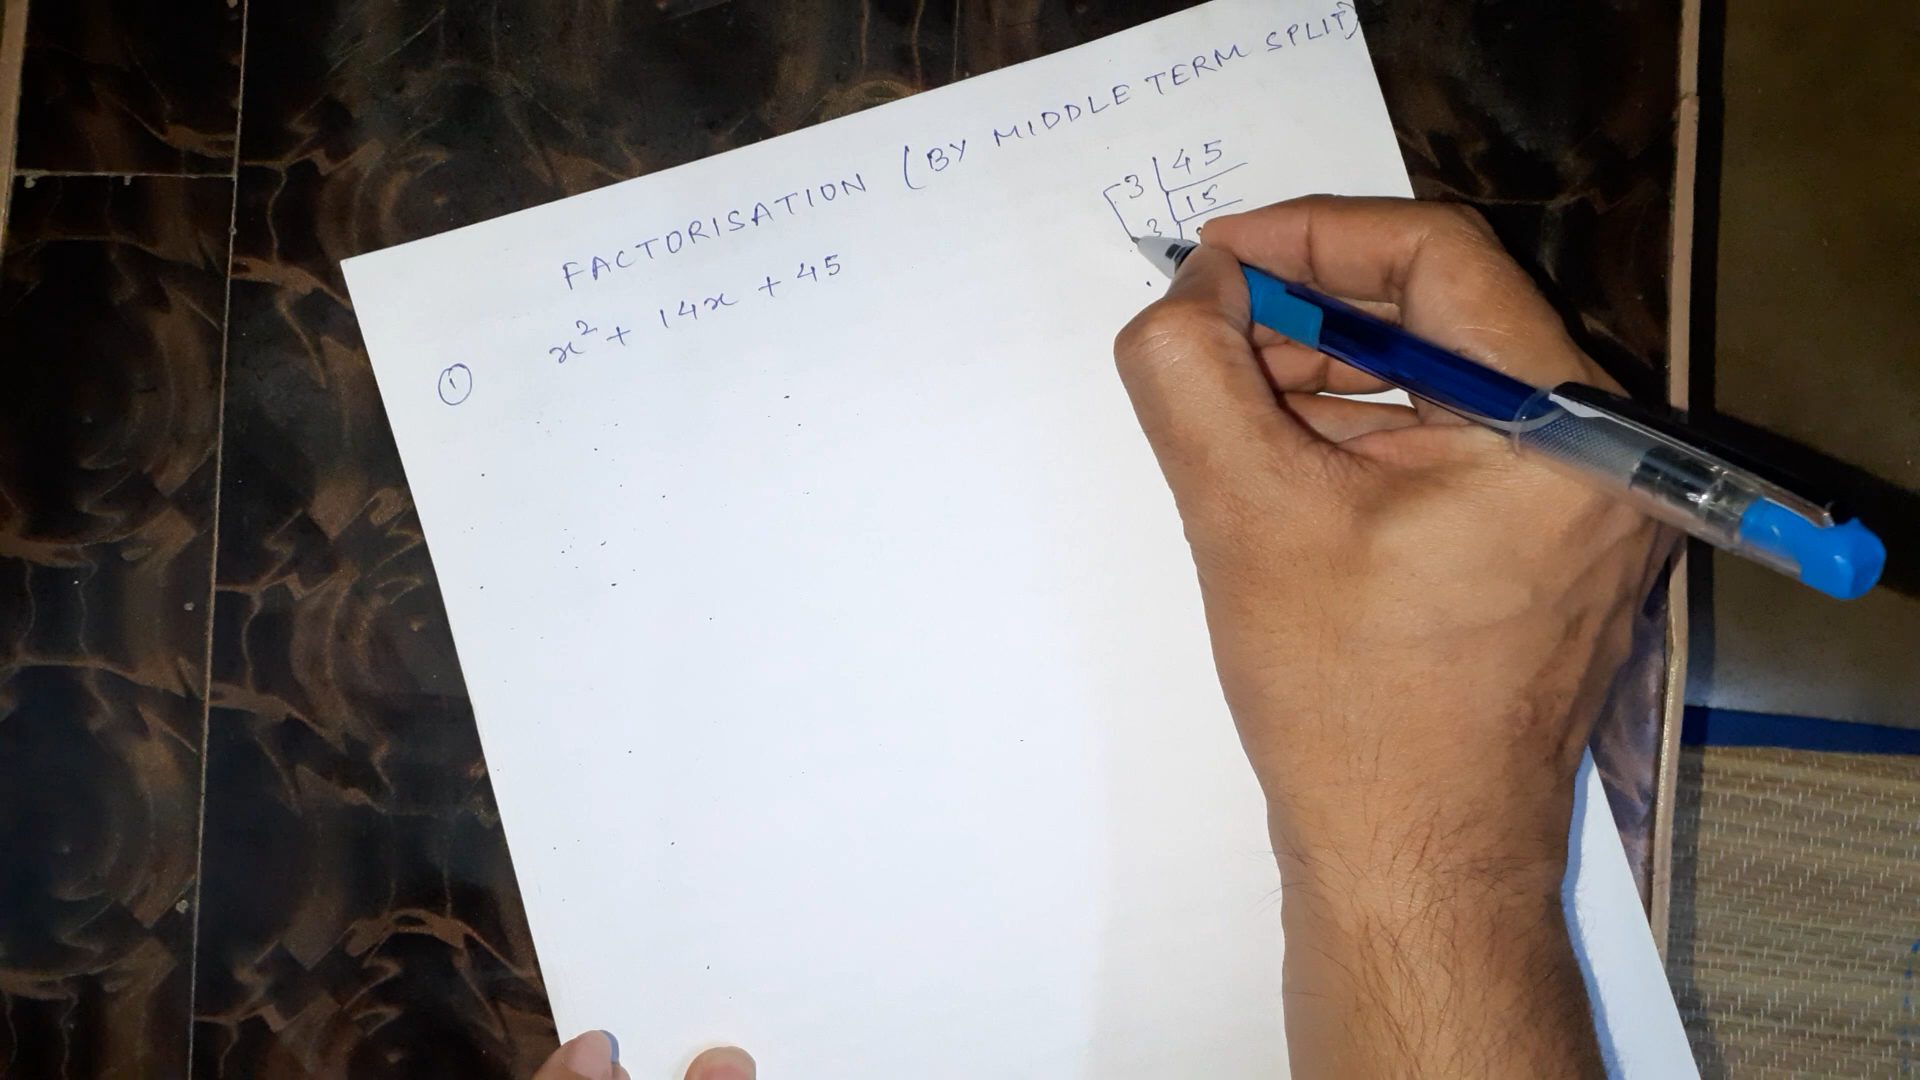 FACTORISATION (BY MIDDLE TERM SPLIT)
① x² + 14x + 45
3 | 45
3 | 15